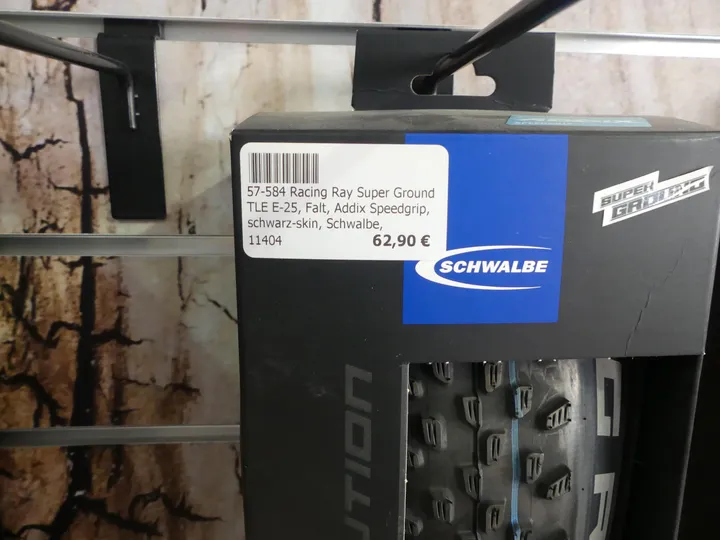 57-584 Racing Ray Super Ground
TLE E-25, Falt, Addix Speedgrip,
schwarz-skin, Schwalbe,
11404 62,90 €
SUPER
GROUND
SCHWALBE
UTION